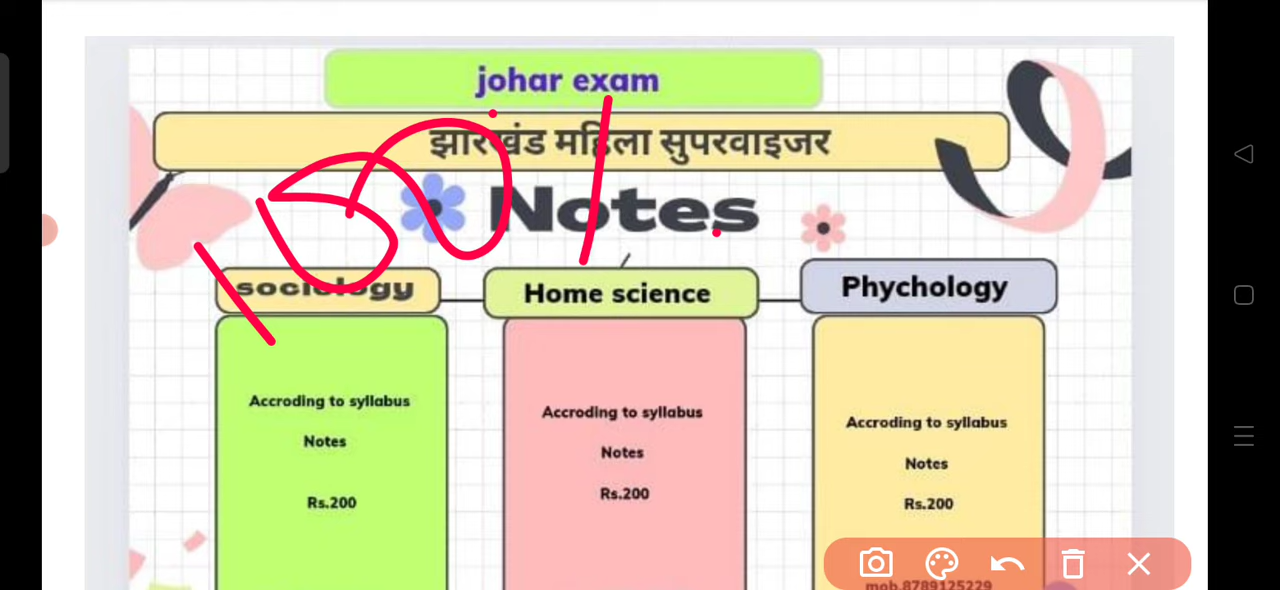 johar exam
झारखंड महिला सुपरवाइजर
Notes
sociology
Home science
Phychology
Accroding to syllabus
Notes
Rs.200
Accroding to syllabus
Notes
Rs.200
Accroding to syllabus
Notes
Rs.200
mob.8789125229